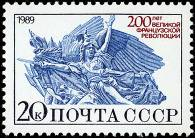 1989
200 лет
ВЕЛИКОЙ
ФРАНЦУЗСКОЙ
РЕВОЛЮЦИИ
20к ПОЧТА СССР